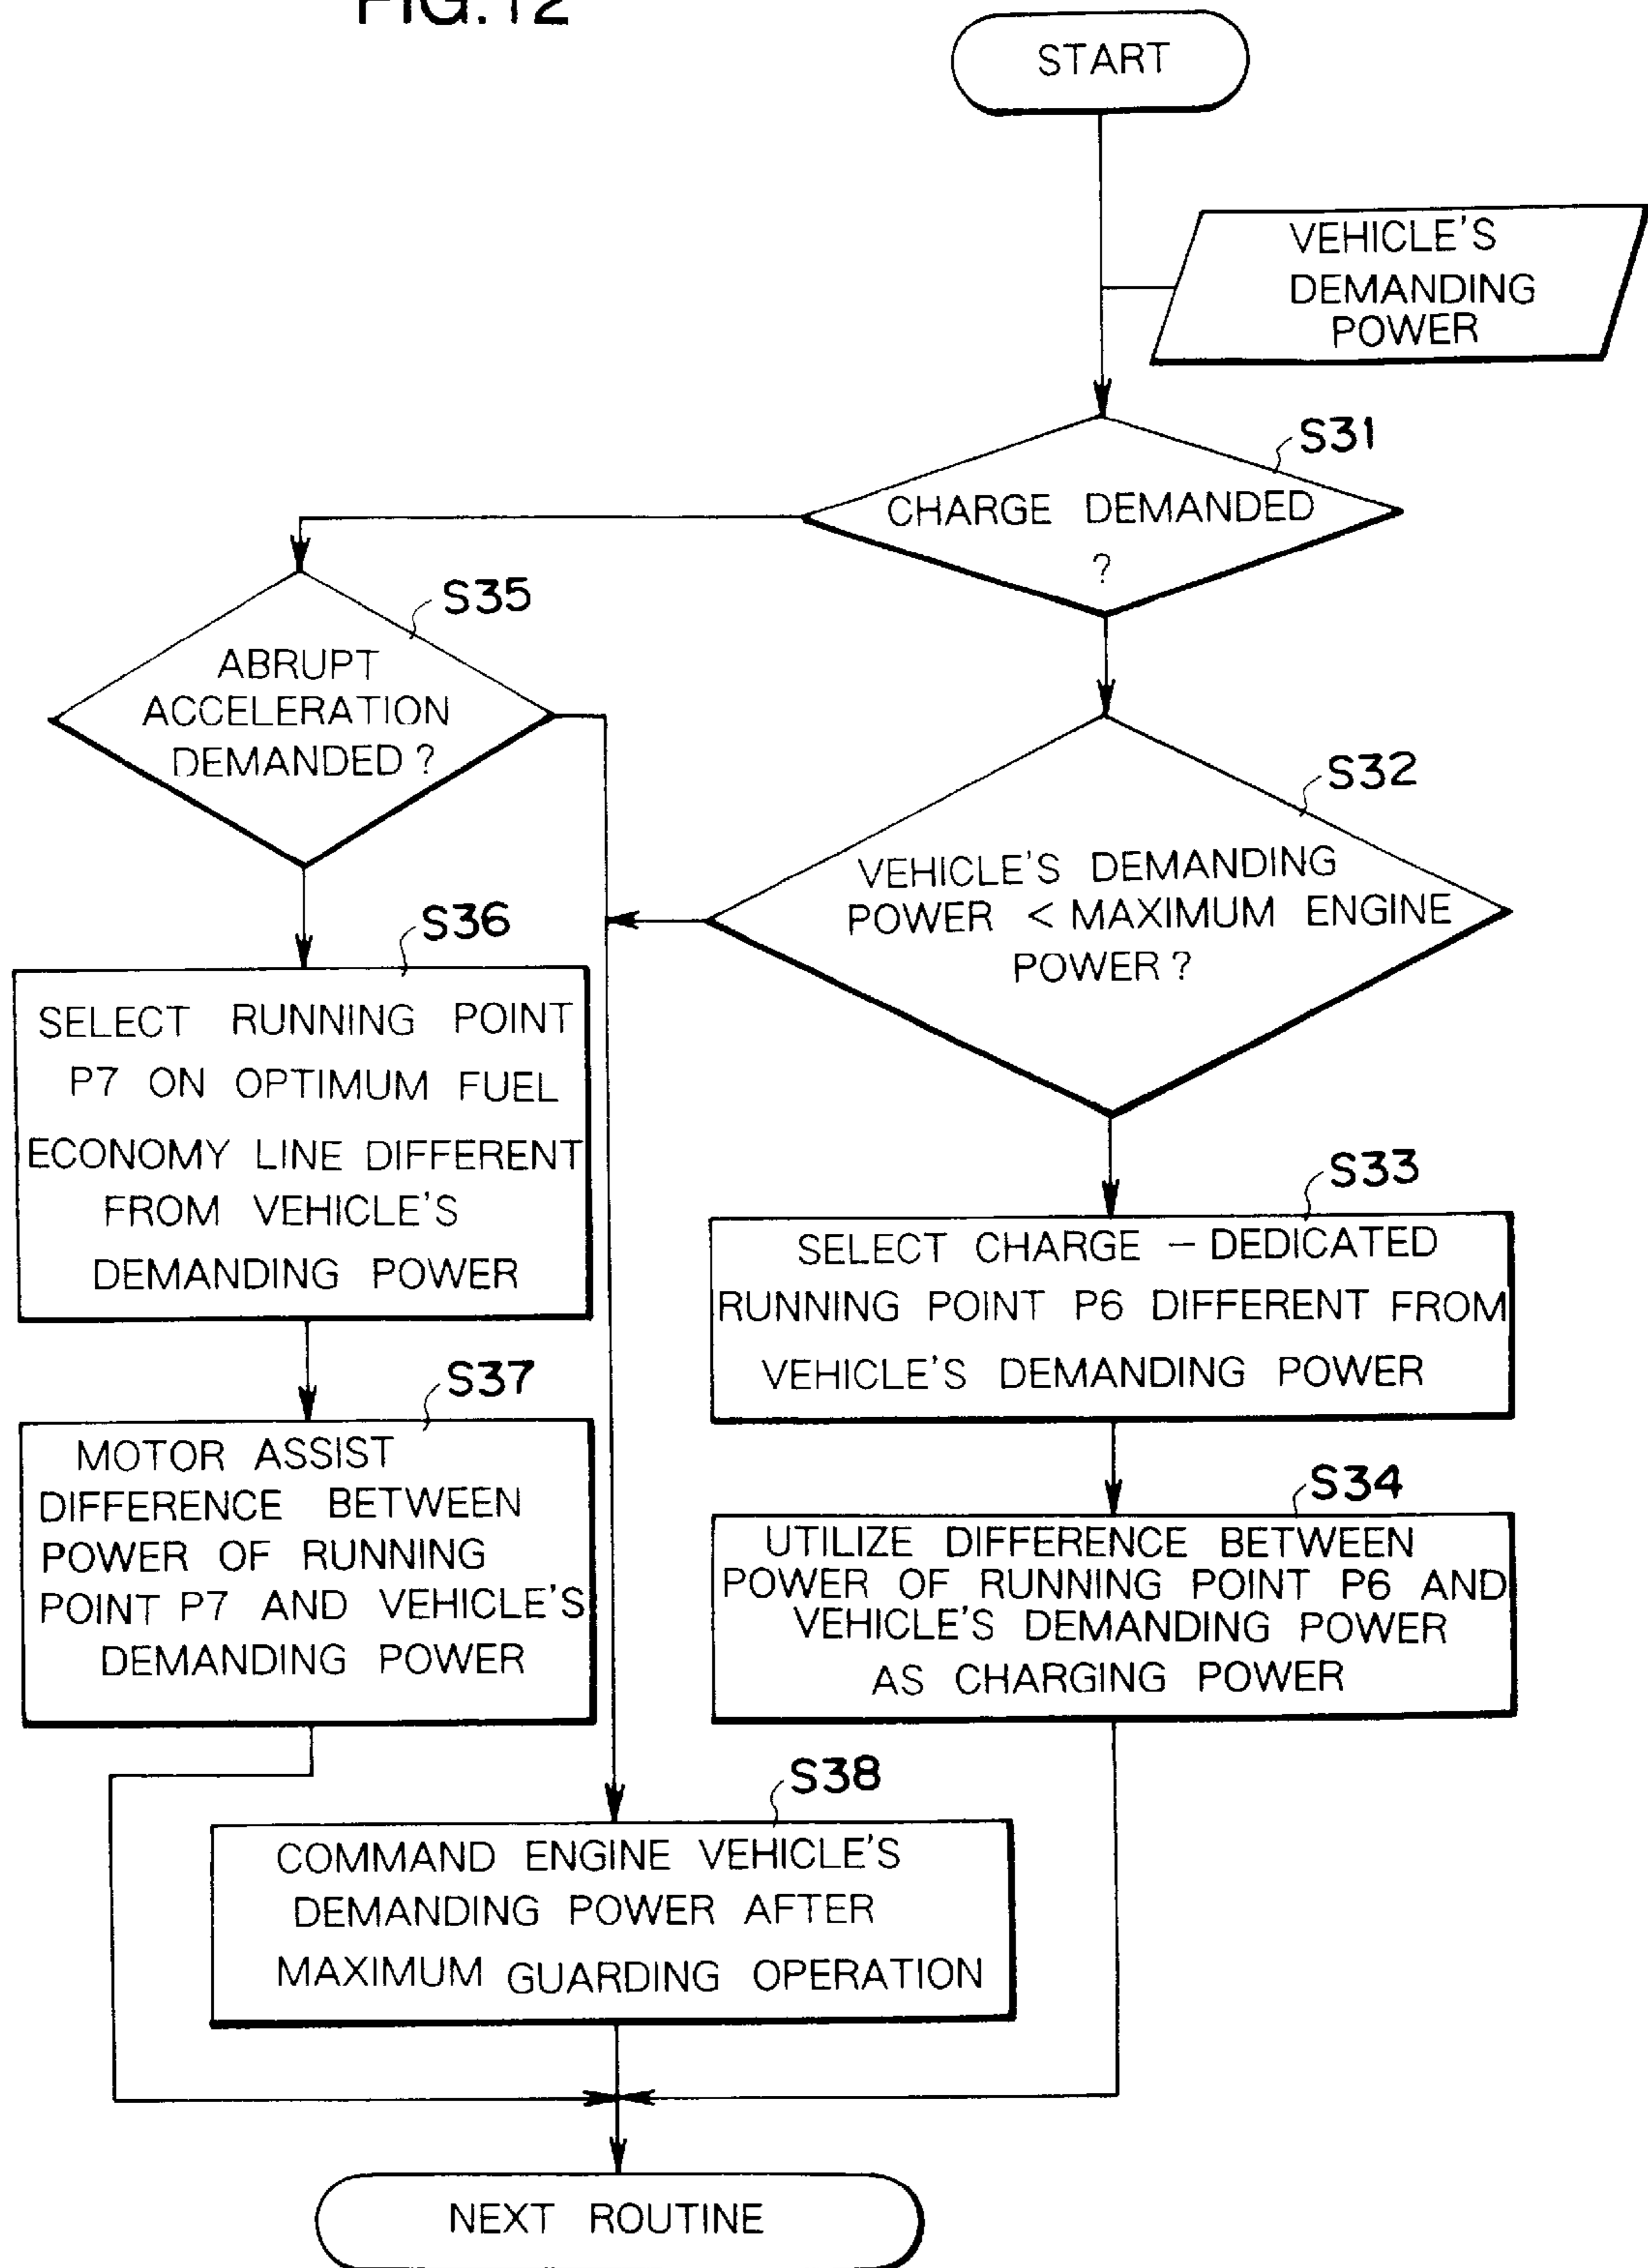 FIG.12
START
VEHICLE'S
DEMANDING
POWER
S31
CHARGE DEMANDED
?
S35
ABRUPT
ACCELERATION
DEMANDED ?
S32
VEHICLE'S DEMANDING
POWER < MAXIMUM ENGINE
POWER ?
S36
SELECT RUNNING POINT
P7 ON OPTIMUM FUEL
ECONOMY LINE DIFFERENT
FROM VEHICLE'S
DEMANDING POWER
S33
SELECT CHARGE – DEDICATED
RUNNING POINT P6 DIFFERENT FROM
VEHICLE'S DEMANDING POWER
S37
MOTOR ASSIST
DIFFERENCE BETWEEN
POWER OF RUNNING
POINT P7 AND VEHICLE'S
DEMANDING POWER
S34
UTILIZE DIFFERENCE BETWEEN
POWER OF RUNNING POINT P6 AND
VEHICLE'S DEMANDING POWER
AS CHARGING POWER
S38
COMMAND ENGINE VEHICLE'S
DEMANDING POWER AFTER
MAXIMUM GUARDING OPERATION
NEXT ROUTINE